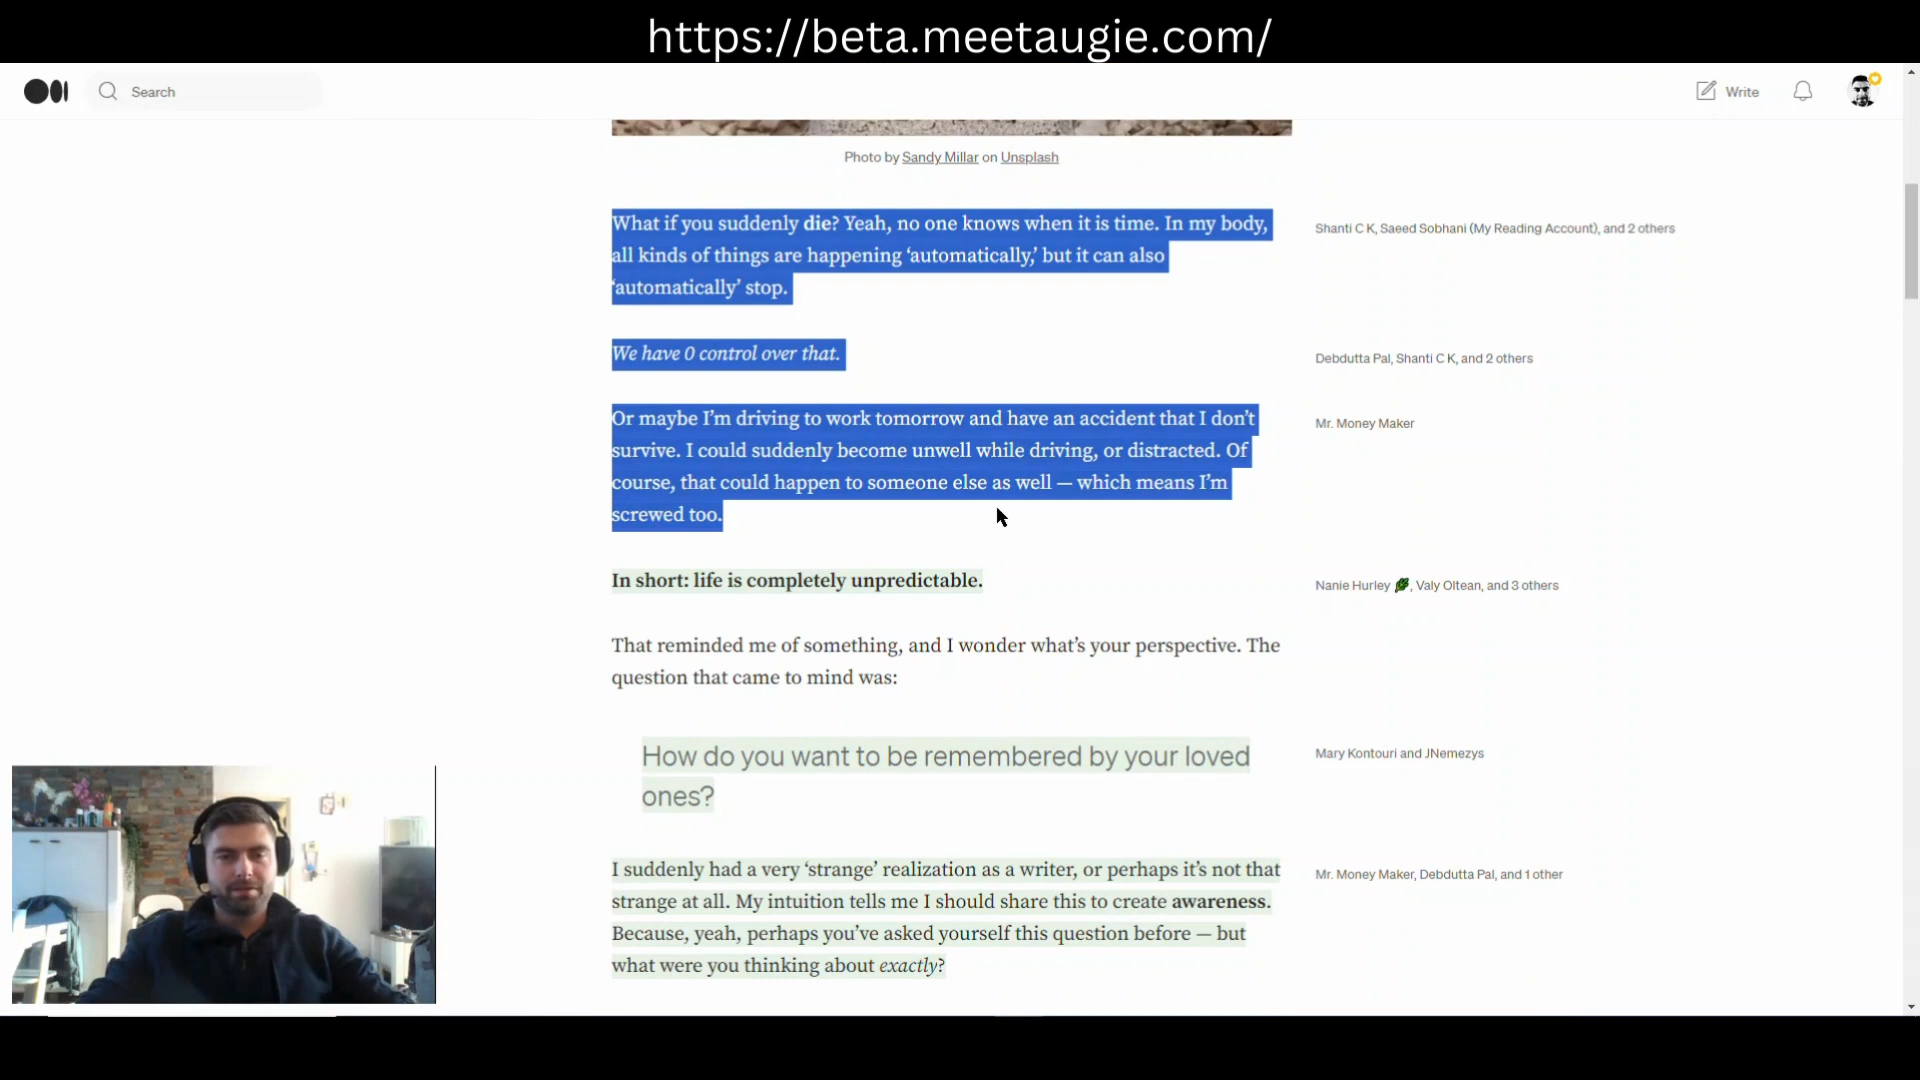 https://beta.meetaugie.com/
Search
Write
Photo by Sandy Millar on Unsplash
What if you suddenly die? Yeah, no one knows when it is time. In my body,
all kinds of things are happening ‘automatically,’ but it can also
‘automatically’ stop.
Shanti C K, Saeed Sobhani (My Reading Account), and 2 others
We have 0 control over that.
Debdutta Pal, Shanti C K, and 2 others
Or maybe I’m driving to work tomorrow and have an accident that I don’t
survive. I could suddenly become unwell while driving, or distracted. Of
course, that could happen to someone else as well — which means I’m
screwed too.
Mr. Money Maker
In short: life is completely unpredictable.
Nanie Hurley 🌿, Valy Oltean, and 3 others
That reminded me of something, and I wonder what’s your perspective. The
question that came to mind was:
How do you want to be remembered by your loved
ones?
Mary Kontouri and JNemezys
I suddenly had a very ‘strange’ realization as a writer, or perhaps it’s not that
strange at all. My intuition tells me I should share this to create awareness.
Because, yeah, perhaps you’ve asked yourself this question before — but
what were you thinking about exactly?
Mr. Money Maker, Debdutta Pal, and 1 other